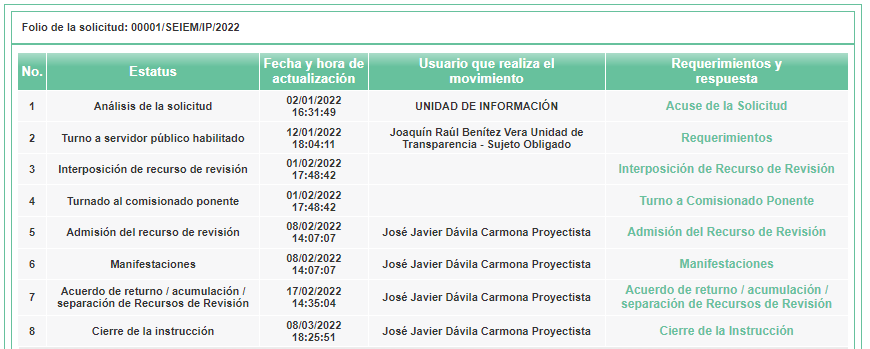 Folio de la solicitud: 00001/SEIEM/IP/2022
No. Estatus Fecha y hora de actualización Usuario que realiza el movimiento Requerimientos y respuesta
1 Análisis de la solicitud 02/01/2022 16:31:49 UNIDAD DE INFORMACIÓN Acuse de la Solicitud
2 Turno a servidor público habilitado 12/01/2022 18:04:11 Joaquín Raúl Benítez Vera Unidad de Transparencia - Sujeto Obligado Requerimientos
3 Interposición de recurso de revisión 01/02/2022 17:48:42 Interposición de Recurso de Revisión
4 Turnado al comisionado ponente 01/02/2022 17:48:42 Turno a Comisionado Ponente
5 Admisión del recurso de revisión 08/02/2022 14:07:07 José Javier Dávila Carmona Proyectista Admisión del Recurso de Revisión
6 Manifestaciones 08/02/2022 14:07:07 José Javier Dávila Carmona Proyectista Manifestaciones
7 Acuerdo de returno / acumulación / separación de Recursos de Revisión 17/02/2022 14:35:04 José Javier Dávila Carmona Proyectista Acuerdo de returno / acumulación / separación de Recursos de Revisión
8 Cierre de la instrucción 08/03/2022 18:25:51 José Javier Dávila Carmona Proyectista Cierre de la Instrucción